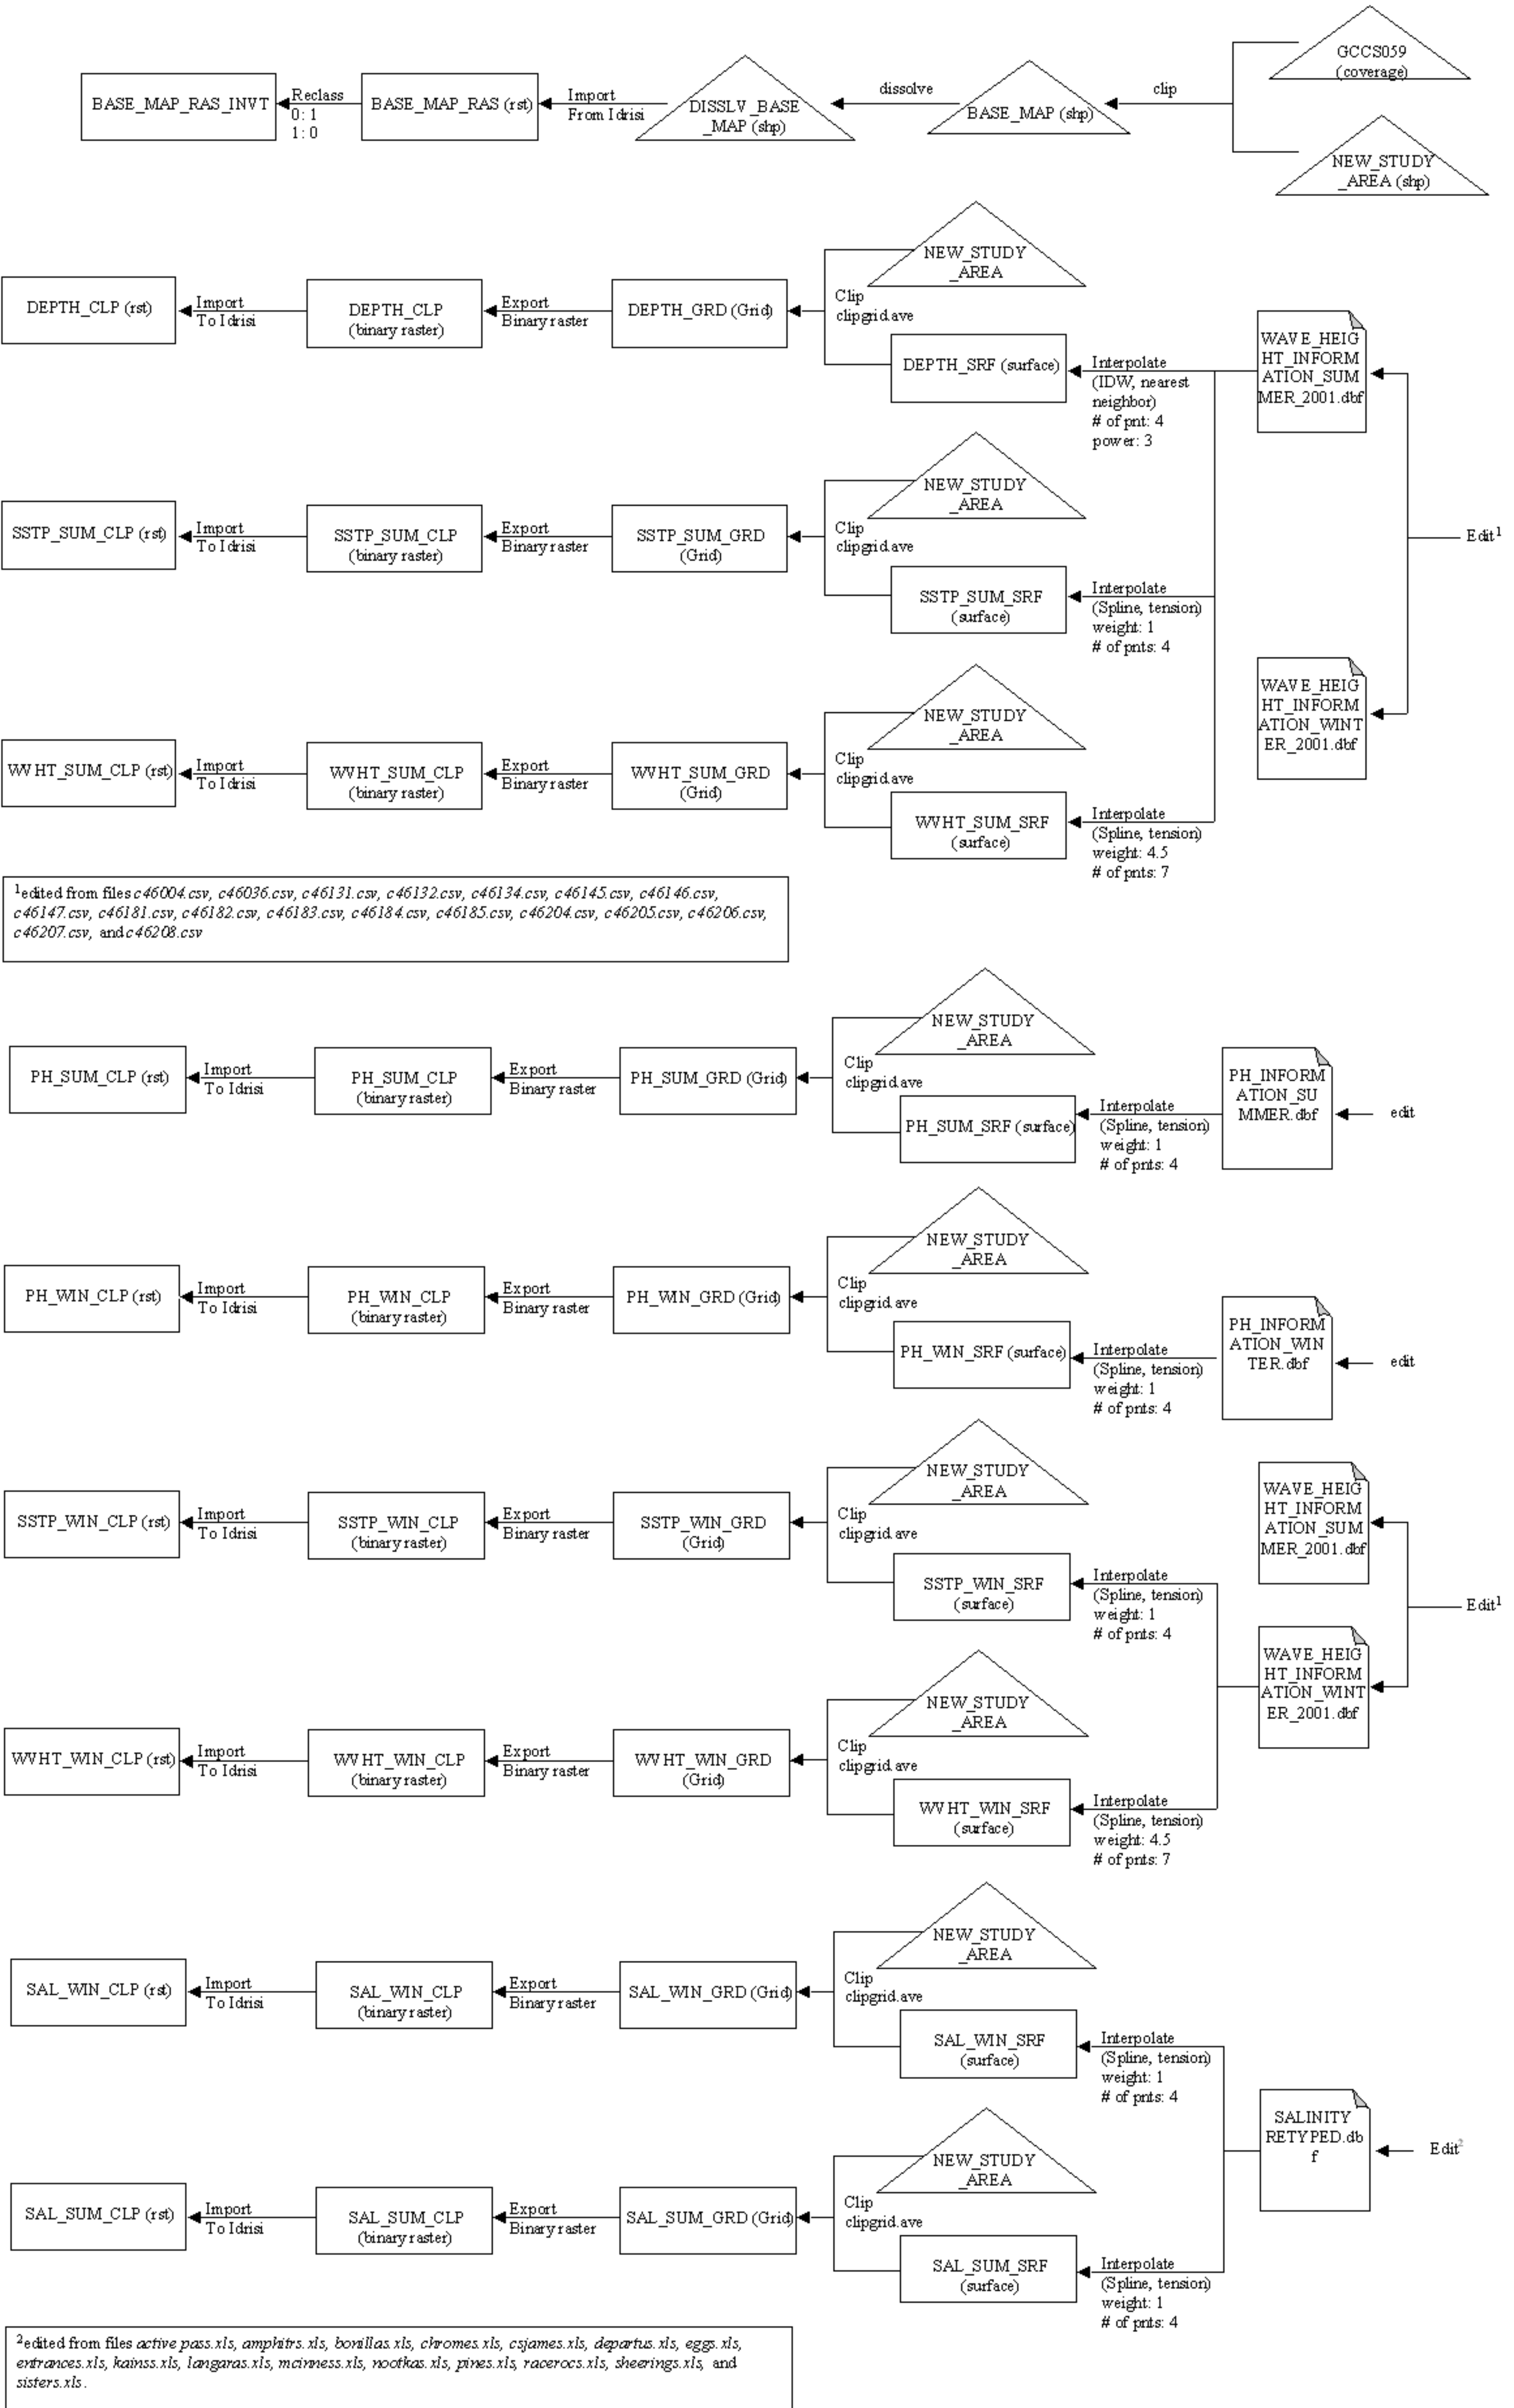 GCCS059
(coverage)
clip
dissolve
Import
From Idrisi
Reclass
0: 1
1: 0
BASE_MAP_RAS_INVT
BASE_MAP_RAS (rst)
DISSLV_BASE
_MAP (shp)
BASE_MAP (shp)
NEW_STUDY
_AREA (shp)
NEW_STUDY
_AREA
DEPTH_CLP (rst)
Import
To Idrisi
DEPTH_CLP
(binary raster)
Export
Binary raster
DEPTH_GRD (Grid)
Clip
clipgrid.ave
DEPTH_SRF (surface)
Interpolate
(IDW, nearest
neighbor)
# of pnt: 4
power: 3
WAVE_HEIG
HT_INFORM
ATION_SUM
MER_2001.dbf
NEW_STUDY
_AREA
SSTP_SUM_CLP (rst)
Import
To Idrisi
SSTP_SUM_CLP
(binary raster)
Export
Binary raster
SSTP_SUM_GRD
(Grid)
Clip
clipgrid.ave
Edit1
SSTP_SUM_SRF
(surface)
Interpolate
(Spline, tension)
weight: 1
# of pnts: 4
NEW_STUDY
_AREA
WAVE_HEIG
HT_INFORM
ATION_WINT
ER_2001.dbf
WVHT_SUM_CLP (rst)
Import
To Idrisi
WVHT_SUM_CLP
(binary raster)
Export
Binary raster
WVHT_SUM_GRD
(Grid)
Clip
clipgrid.ave
WVHT_SUM_SRF
(surface)
Interpolate
(Spline, tension)
weight: 4.5
# of pnts: 7
1edited from files c46004.csv, c46036.csv, c46131.csv, c46132.csv, c46134.csv, c46145.csv, c46146.csv,
c46147.csv, c46181.csv, c46182.csv, c46183.csv, c46184.csv, c46185.csv, c46204.csv, c46205.csv, c46206.csv,
c46207.csv, and c46208.csv
NEW_STUDY
_AREA
PH_SUM_CLP (rst)
Import
To Idrisi
PH_SUM_CLP
(binary raster)
Export
Binary raster
PH_SUM_GRD (Grid)
Clip
clipgrid.ave
PH_SUM_SRF (surface)
Interpolate
(Spline, tension)
weight: 1
# of pnts: 4
PH_INFORM
ATION_SU
MMER.dbf
edit
NEW_STUDY
_AREA
PH_WIN_CLP (rst)
Import
To Idrisi
PH_WIN_CLP
(binary raster)
Export
Binary raster
PH_WIN_GRD (Grid)
Clip
clipgrid.ave
PH_WIN_SRF (surface)
Interpolate
(Spline, tension)
weight: 1
# of pnts: 4
PH_INFORM
ATION_WIN
TER.dbf
edit
NEW_STUDY
_AREA
SSTP_WIN_CLP (rst)
Import
To Idrisi
SSTP_WIN_CLP
(binary raster)
Export
Binary raster
SSTP_WIN_GRD
(Grid)
Clip
clipgrid.ave
WAVE_HEIG
HT_INFORM
ATION_SUM
MER_2001.dbf
SSTP_WIN_SRF
(surface)
Interpolate
(Spline, tension)
weight: 1
# of pnts: 4
Edit1
NEW_STUDY
_AREA
WAVE_HEIG
HT_INFORM
ATION_WINT
ER_2001.dbf
WVHT_WIN_CLP (rst)
Import
To Idrisi
WVHT_WIN_CLP
(binary raster)
Export
Binary raster
WVHT_WIN_GRD
(Grid)
Clip
clipgrid.ave
WVHT_WIN_SRF
(surface)
Interpolate
(Spline, tension)
weight: 4.5
# of pnts: 7
NEW_STUDY
_AREA
SAL_WIN_CLP (rst)
Import
To Idrisi
SAL_WIN_CLP
(binary raster)
Export
Binary raster
SAL_WIN_GRD (Grid)
Clip
clipgrid.ave
SAL_WIN_SRF
(surface)
Interpolate
(Spline, tension)
weight: 1
# of pnts: 4
SALINITY
RETYPED.db
f
Edit2
NEW_STUDY
_AREA
SAL_SUM_CLP (rst)
Import
To Idrisi
SAL_SUM_CLP
(binary raster)
Export
Binary raster
SAL_SUM_GRD (Grid)
Clip
clipgrid.ave
SAL_SUM_SRF
(surface)
Interpolate
(Spline, tension)
weight: 1
# of pnts: 4
2edited from files active pass.xls, amphitrs.xls, bonillas.xls, chromes.xls, csjames.xls, departus.xls, eggs.xls,
entrances.xls, kainss.xls, langaras.xls, mcinness.xls, nootkas.xls, pines.xls, racerocs.xls, sheerings.xls, and
sisters.xls.